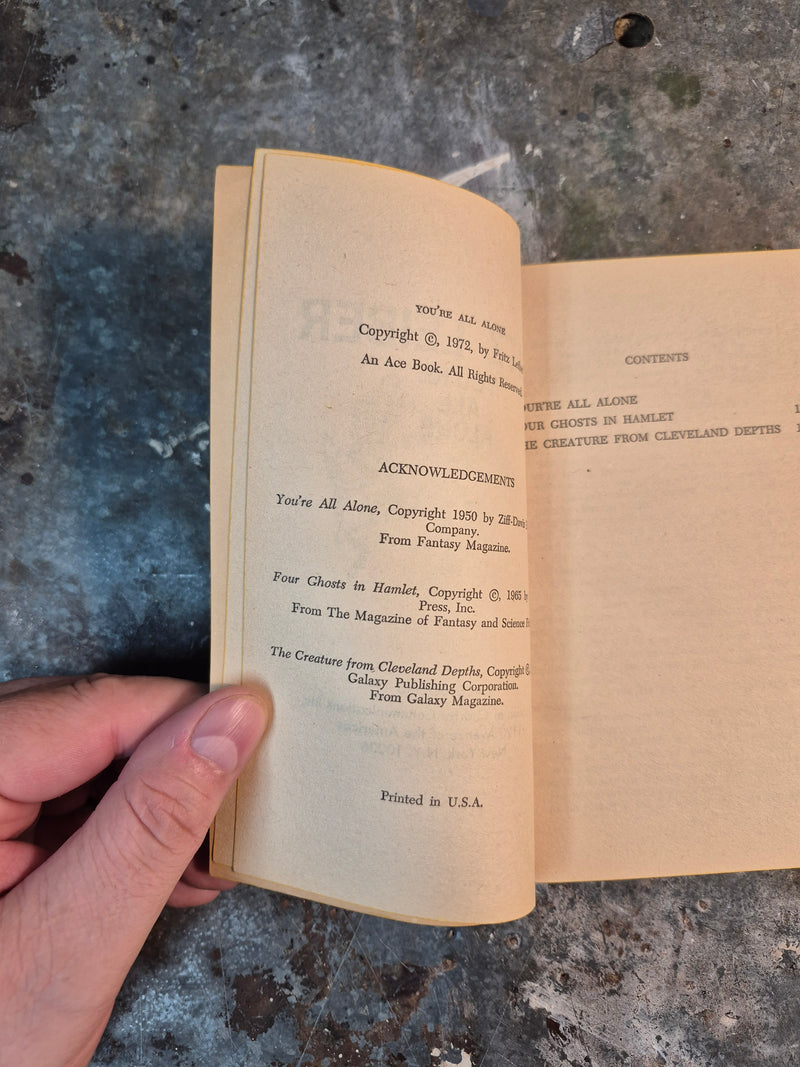 YOU'RE ALL ALONE
Copyright ©, 1972, by Fritz
An Ace Book. All Rights Reserved
ACKNOWLEDGEMENTS
You're All Alone, Copyright 1950 by Ziff-Davis
Company.
From Fantasy Magazine.
Four Ghosts in Hamlet, Copyright ©, 1965
Press, Inc.
From The Magazine of Fantasy and Science
The Creature from Cleveland Depths, Copyright ©
Galaxy Publishing Corporation.
From Galaxy Magazine.
Printed in U.S.A.
CONTENTS
OUR'RE ALL ALONE
OUR GHOSTS IN HAMLET 1
HE CREATURE FROM CLEVELAND DEPTHS 1